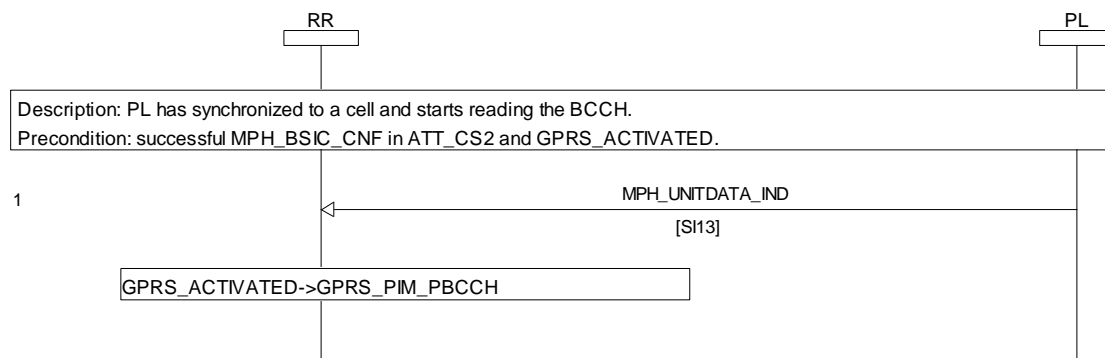 RR
PL
Description: PL has synchronized to a cell and starts reading the BCCH.
Precondition: successful MPH_BSIC_CNF in ATT_CS2 and GPRS_ACTIVATED.
1
MPH_UNITDATA_IND
[SI13]
GPRS_ACTIVATED->GPRS_PIM_PBCCH